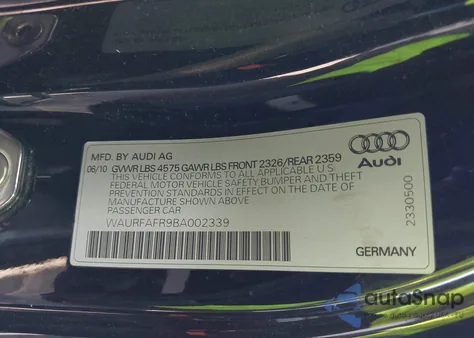 MFD. BY AUDI AG
06/10 GVWR LBS 4575 GAWR LBS FRONT 2326/REAR 2359
THIS VEHICLE CONFORMS TO ALL APPLICABLE US
FEDERAL MOTOR VEHICLE SAFETY BUMPER AND THEFT
PREVENTION STANDARDS IN EFFECT ON THE
DATE OF MANUFACTURE SHOWN ABOVE
PASSENGER CAR
WAURFAFR9BA002339
Audi
2330500
GERMANY
autoSnap